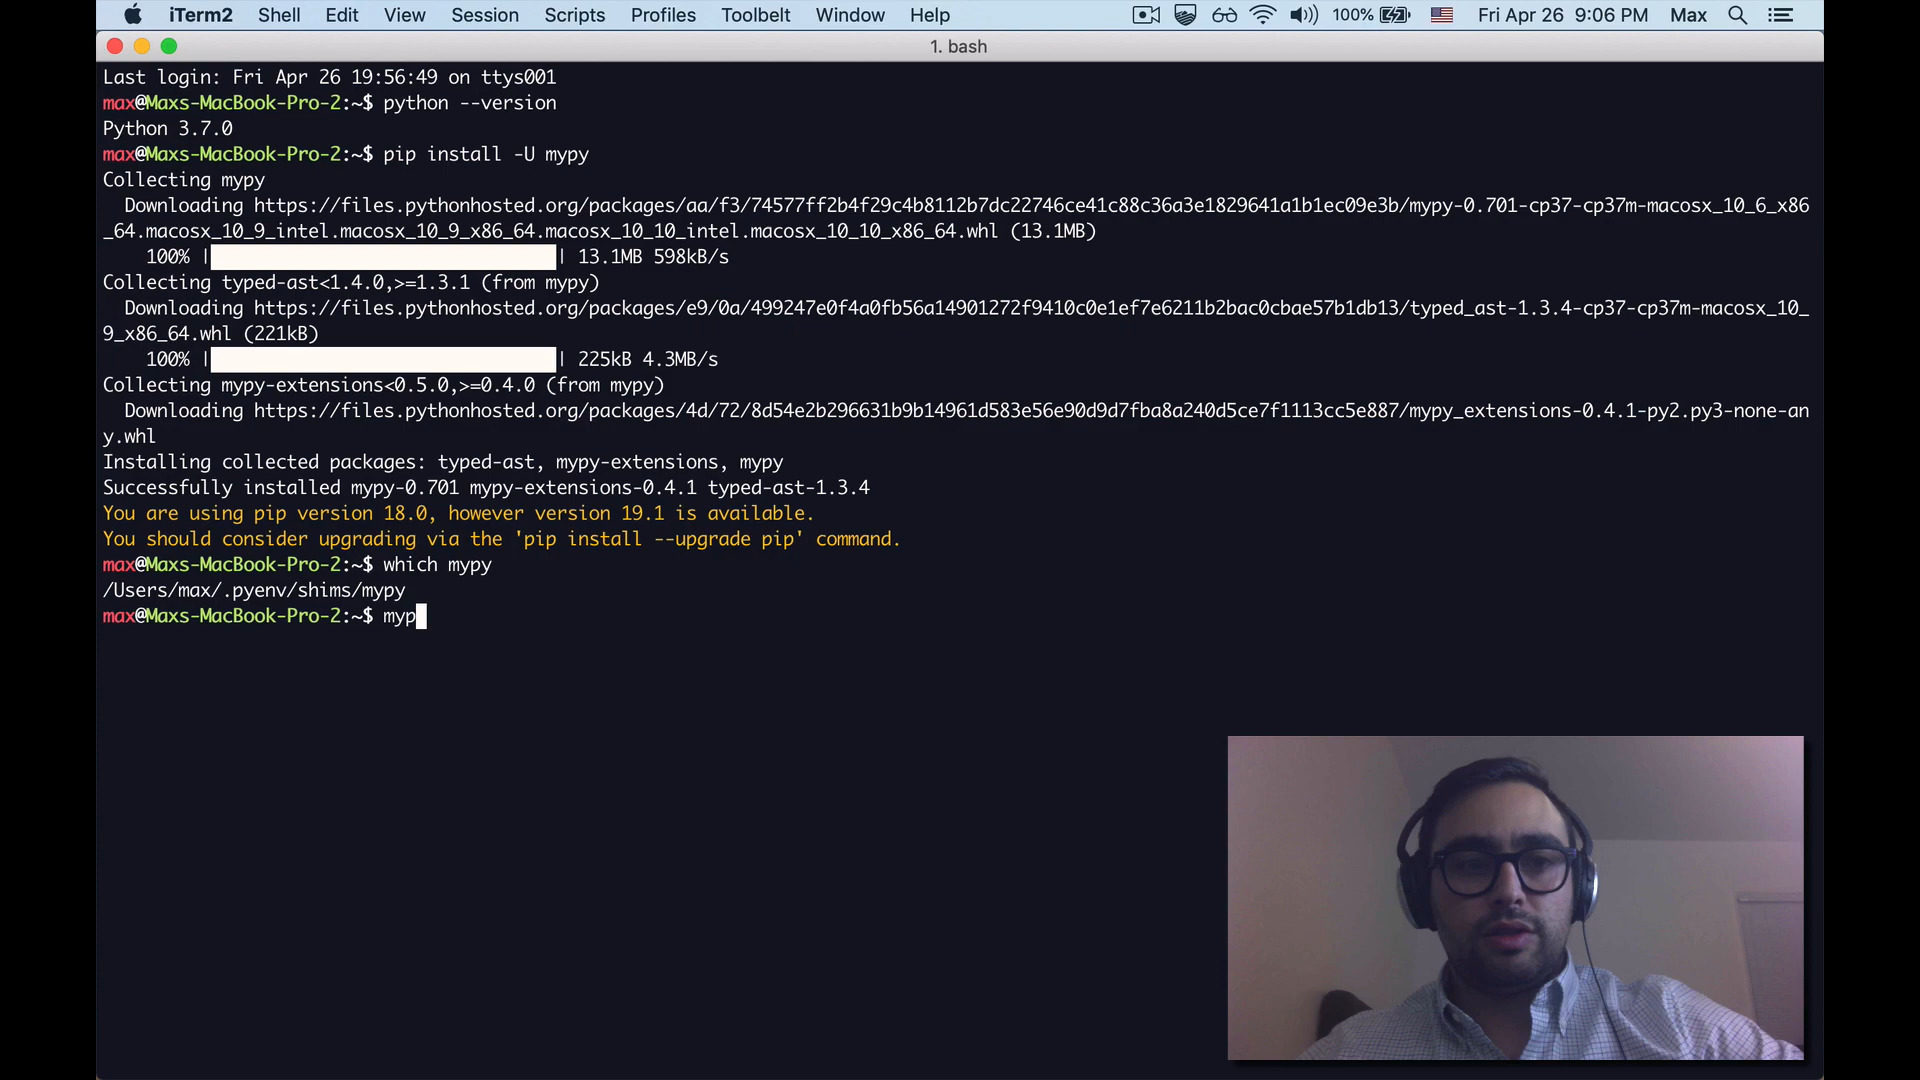 iTerm2 Shell Edit View Session Scripts Profiles Toolbelt Window Help 100% Fri Apr 26 9:06 PM Max
1. bash
Last login: Fri Apr 26 19:56:49 on ttys001
max@Maxs-MacBook-Pro-2:~$ python --version
Python 3.7.0
max@Maxs-MacBook-Pro-2:~$ pip install -U mypy
Collecting mypy
Downloading https://files.pythonhosted.org/packages/aa/f3/74577ff2b4f29c4b8112b7dc22746ce41c88c36a3e1829641a1b1ec09e3b/mypy-0.701-cp37-cp37m-macosx_10_6_x86
_64.macosx_10_9_intel.macosx_10_9_x86_64.macosx_10_10_intel.macosx_10_10_x86_64.whl (13.1MB)
100% | | 13.1MB 598kB/s
Collecting typed-ast<1.4.0,>=1.3.1 (from mypy)
Downloading https://files.pythonhosted.org/packages/e9/0a/499247e0f4a0fb56a14901272f9410c0e1ef7e6211b2bac0cbae57b1db13/typed_ast-1.3.4-cp37-cp37m-macosx_10_
9_x86_64.whl (221kB)
100% | | 225kB 4.3MB/s
Collecting mypy-extensions<0.5.0,>=0.4.0 (from mypy)
Downloading https://files.pythonhosted.org/packages/4d/72/8d54e2b296631b9b14961d583e56e90d9d7fba8a240d5ce7f1113cc5e887/mypy_extensions-0.4.1-py2.py3-none-an
y.whl
Installing collected packages: typed-ast, mypy-extensions, mypy
Successfully installed mypy-0.701 mypy-extensions-0.4.1 typed-ast-1.3.4
You are using pip version 18.0, however version 19.1 is available.
You should consider upgrading via the 'pip install --upgrade pip' command.
max@Maxs-MacBook-Pro-2:~$ which mypy
/Users/max/.pyenv/shims/mypy
max@Maxs-MacBook-Pro-2:~$ myp